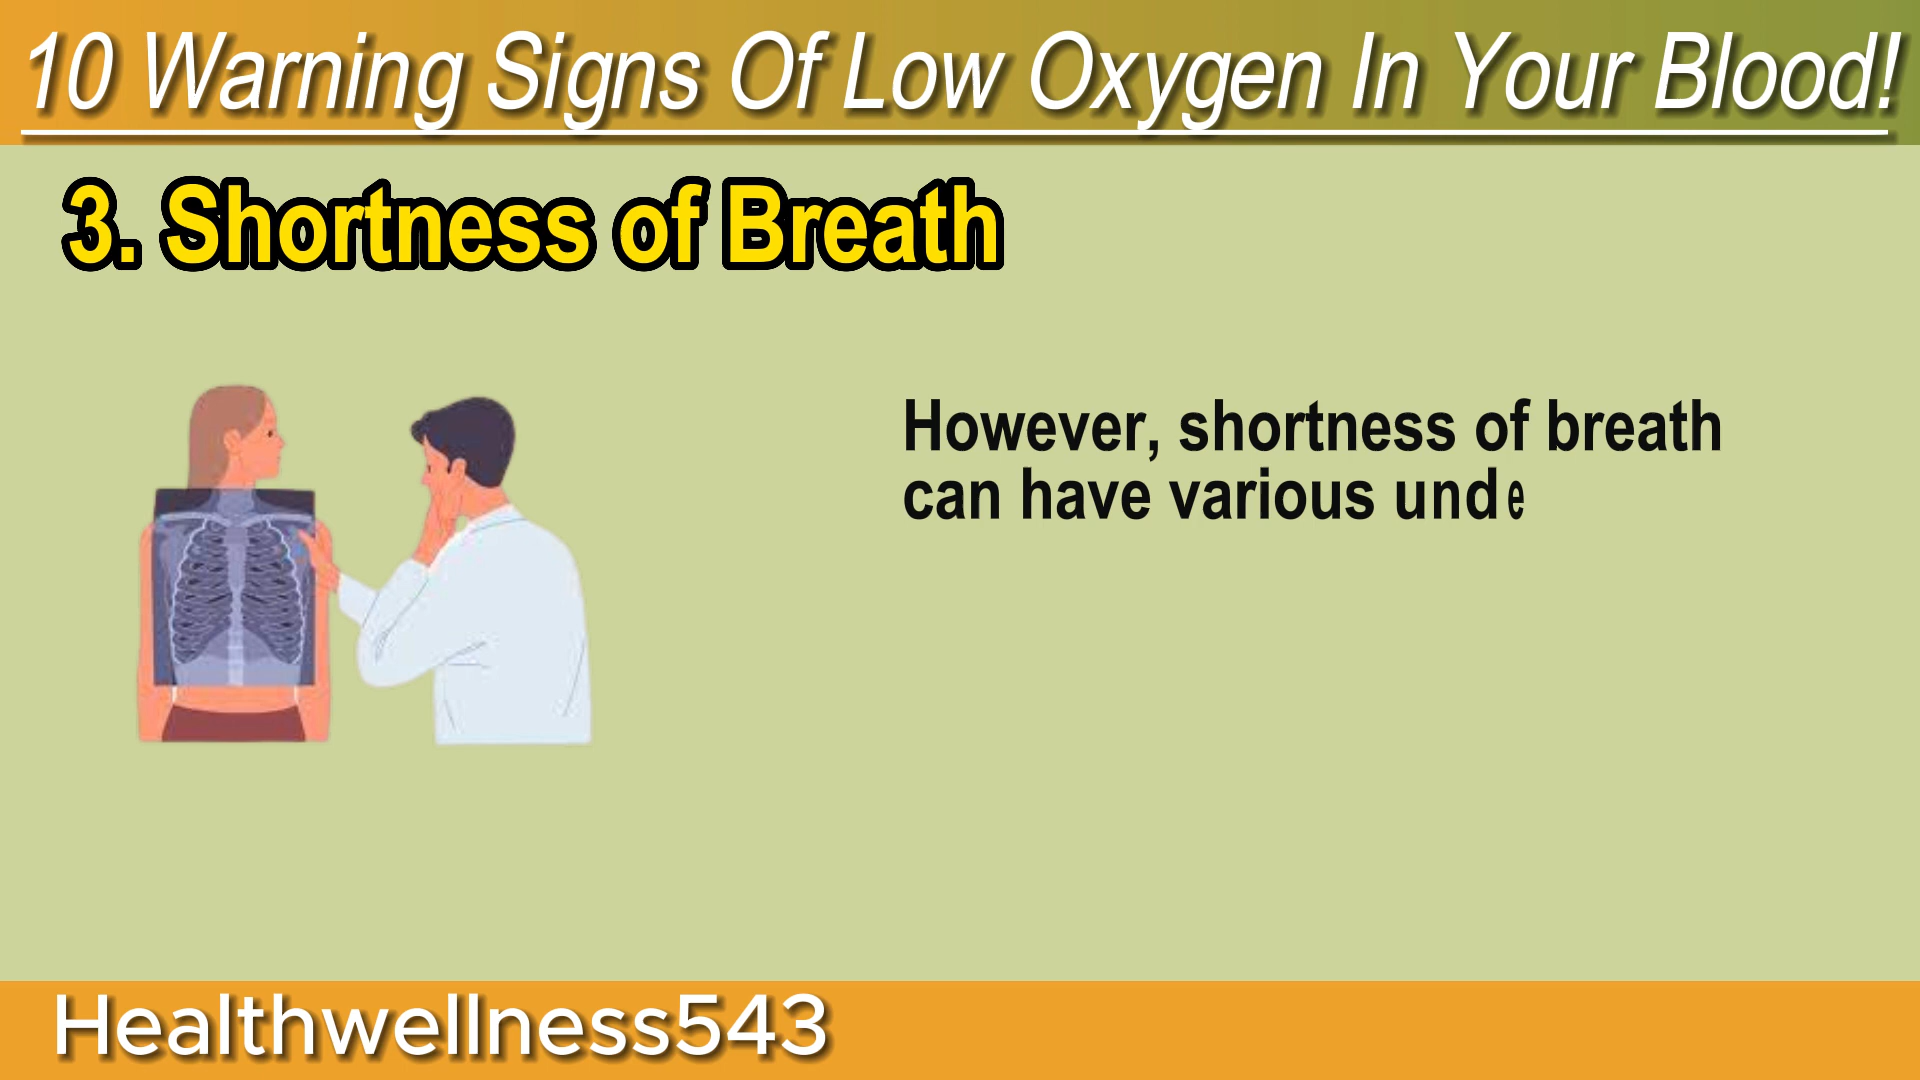 10 Warning Signs Of Low Oxygen In Your Blood!
3. Shortness of Breath
However, shortness of breath
can have various unde
Healthwellness543